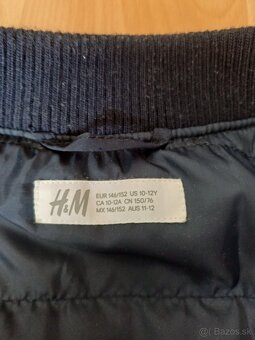 H&M
EUR 146/152 US 10-12Y
CA 10-12A CN 150/76
MX 146/152 AUS 11-12
Bazos.sk